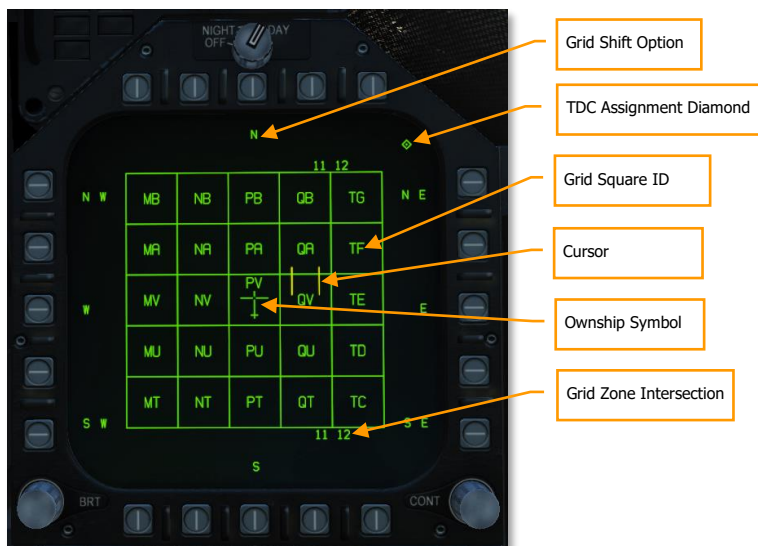 NIGHT DAY
OFF
N
11 12
N W MB NB PB QB TG N E
MA NA PA QA TF
PV
W MV NV QV TE E
MU NU PU QU TD
MT NT PT QT TC
S W 11 12 S E
S
BRT CONT
Grid Shift Option
TDC Assignment Diamond
Grid Square ID
Cursor
Ownship Symbol
Grid Zone Intersection